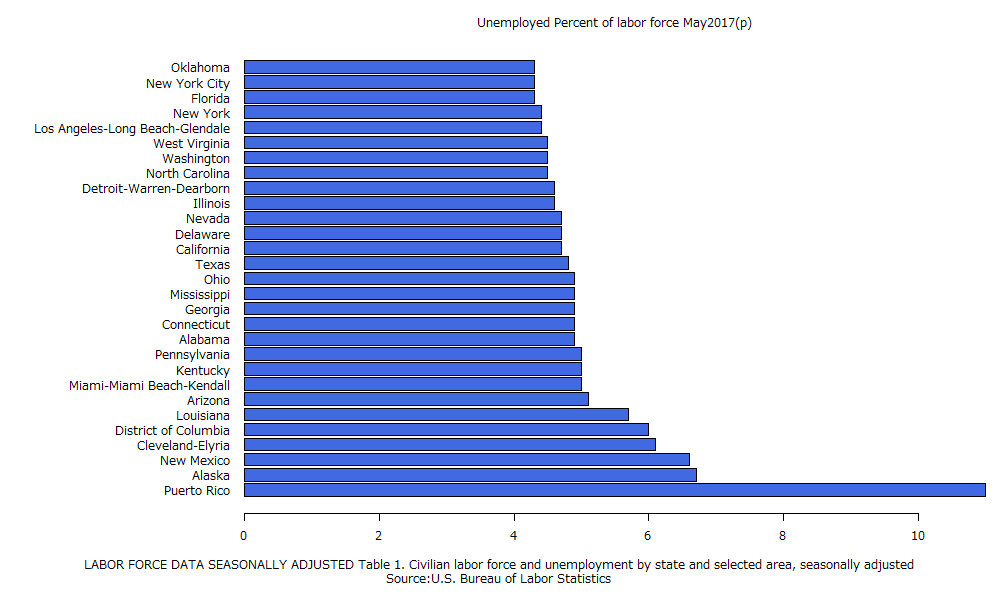 Unemployed Percent of labor force May2017(p)
Oklahoma
New York City
Florida
New York
Los Angeles-Long Beach-Glendale
West Virginia
Washington
North Carolina
Detroit-Warren-Dearborn
Illinois
Nevada
Delaware
California
Texas
Ohio
Mississippi
Georgia
Connecticut
Alabama
Pennsylvania
Kentucky
Miami-Miami Beach-Kendall
Arizona
Louisiana
District of Columbia
Cleveland-Elyria
New Mexico
Alaska
Puerto Rico
0 2 4 6 8 10
LABOR FORCE DATA SEASONALLY ADJUSTED Table 1. Civilian labor force and unemployment by state and selected area, seasonally adjusted
Source:U.S. Bureau of Labor Statistics